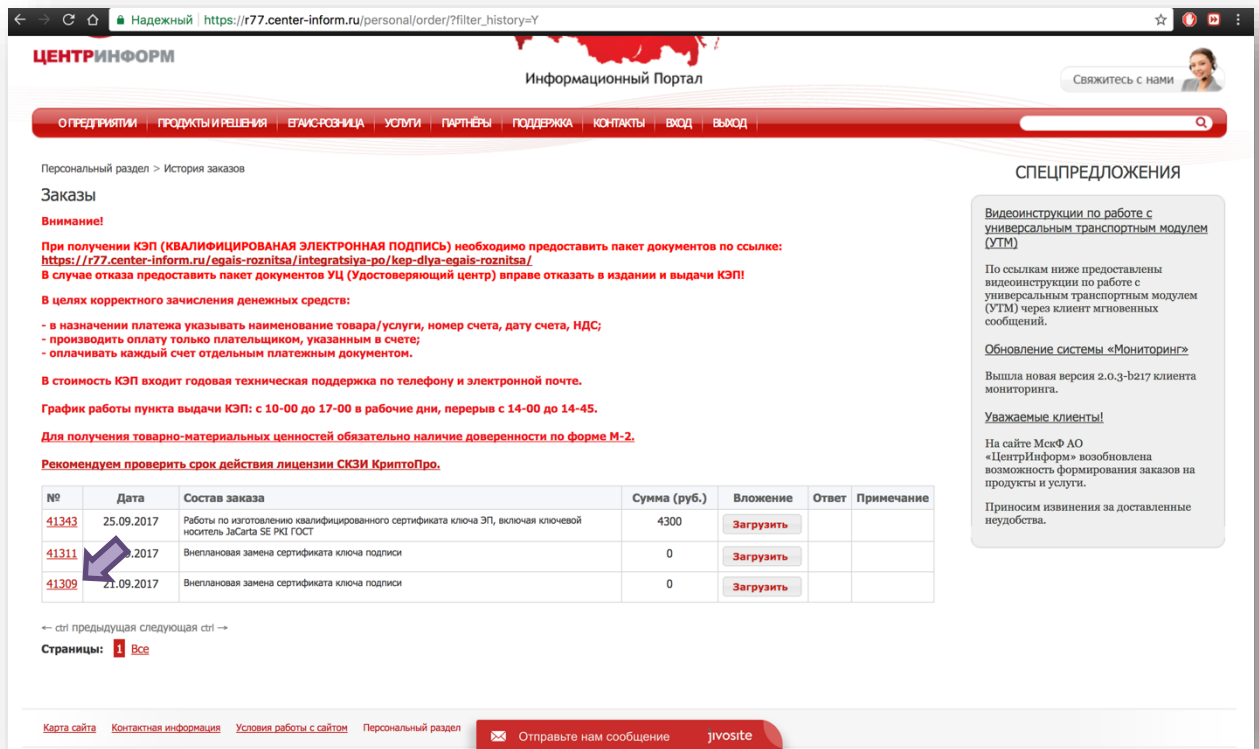 Надежный https://r77.center-inform.ru/personal/order/?filter_history=Y
ЦЕНТРИНФОРМ
Информационный Портал
Свяжитесь с нами
О ПРЕДПРИЯТИИ ПРОДУКТЫ И РЕШЕНИЯ ЕГАИС-РОЗНИЦА УСЛУГИ ПАРТНЁРЫ ПОДДЕРЖКА КОНТАКТЫ ВХОД ВЫХОД
Персональный раздел > История заказов
Заказы
Внимание!
При получении КЭП (КВАЛИФИЦИРОВАНАЯ ЭЛЕКТРОННАЯ ПОДПИСЬ) необходимо предоставить пакет документов по ссылке:
https://r77.center-inform.ru/egais-roznitsa/integratsiya-po/kep-dlya-egais-roznitsa/
В случае отказа предоставить пакет документов УЦ (Удостоверяющий центр) вправе отказать в издании и выдачи КЭП!
В целях корректного зачисления денежных средств:
- в назначении платежа указывать наименование товара/услуги, номер счета, дату счета, НДС;
- производить оплату только плательщиком, указанным в счете;
- оплачивать каждый счет отдельным платежным документом.
В стоимость КЭП входит годовая техническая поддержка по телефону и электронной почте.
График работы пункта выдачи КЭП: с 10-00 до 17-00 в рабочие дни, перерыв с 14-00 до 14-45.
Для получения товарно-материальных ценностей обязательно наличие доверенности по форме М-2.
Рекомендуем проверить срок действия лицензии СКЗИ КриптоПро.
№ Дата Состав заказа Сумма (руб.) Вложение Ответ Примечание
41343 25.09.2017 Работы по изготовлению квалифицированного сертификата ключа ЭП, включая ключевой 4300 Загрузить
носитель JaCarta SE PKI ГОСТ
41311 .09.2017 Внеплановая замена сертификата ключа подписи 0 Загрузить
41309 21.09.2017 Внеплановая замена сертификата ключа подписи 0 Загрузить
← ctrl предыдущая следующая ctrl →
Страницы: 1 Все
СПЕЦПРЕДЛОЖЕНИЯ
Видеоинструкции по работе с
универсальным транспортным модулем
(УТМ)
По ссылкам ниже предоставлены
видеоинструкции по работе с
универсальным транспортным модулем
(УТМ) через клиент мгновенных
сообщений.
Обновление системы «Мониторинг»
Вышла новая версия 2.0.3-b217 клиента
мониторинга.
Уважаемые клиенты!
На сайте МскФ АО
«ЦентрИнформ» возобновлена
возможность формирования заказов на
продукты и услуги.
Приносим извинения за доставленные
неудобства.
Карта сайта Контактная информация Условия работы с сайтом Персональный раздел
Отправьте нам сообщение jivosite